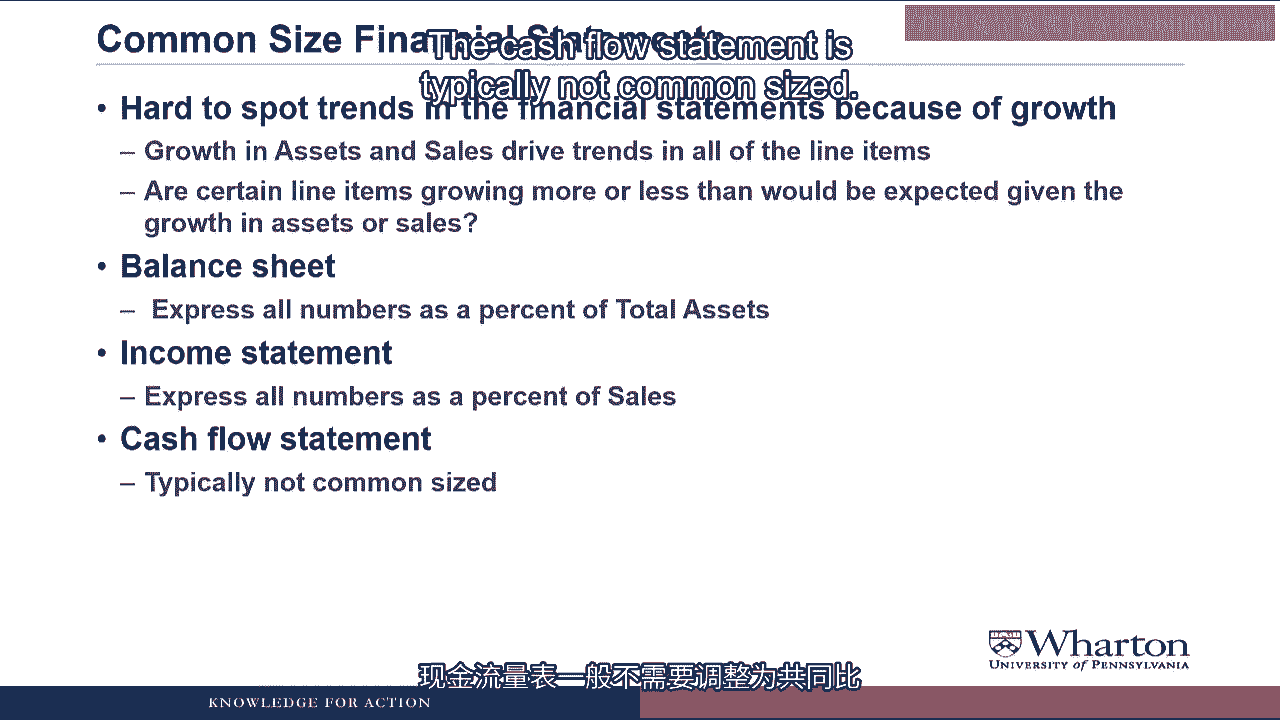 Common Size Financial Statements
The cash flow statement is
typically not common sized.
• Hard to spot trends in the financial statements because of growth
– Growth in Assets and Sales drive trends in all of the line items
– Are certain line items growing more or less than would be expected given the
growth in assets or sales?
• Balance sheet
– Express all numbers as a percent of Total Assets
• Income statement
– Express all numbers as a percent of Sales
• Cash flow statement
– Typically not common sized
Wharton
UNIVERSITY of PENNSYLVANIA
现金流量表一般不需要调整为共同比
KNOWLEDGE FOR ACTION